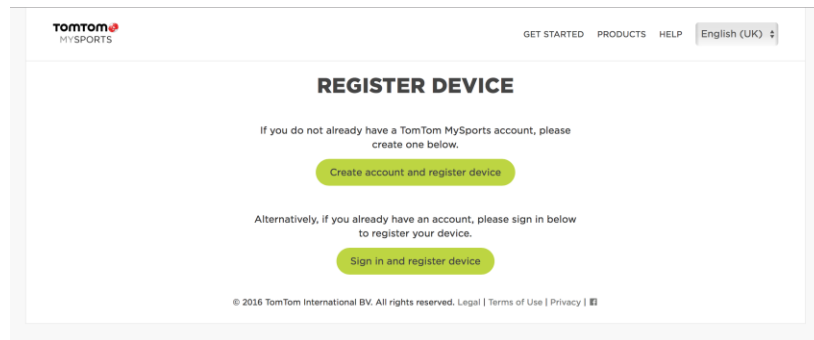 TOMTOM
MYSPORTS
GET STARTED PRODUCTS HELP English (UK)
REGISTER DEVICE
If you do not already have a TomTom MySports account, please
create one below.
Create account and register device
Alternatively, if you already have an account, please sign in below
to register your device.
Sign in and register device
© 2016 TomTom International BV. All rights reserved. Legal | Terms of Use | Privacy |